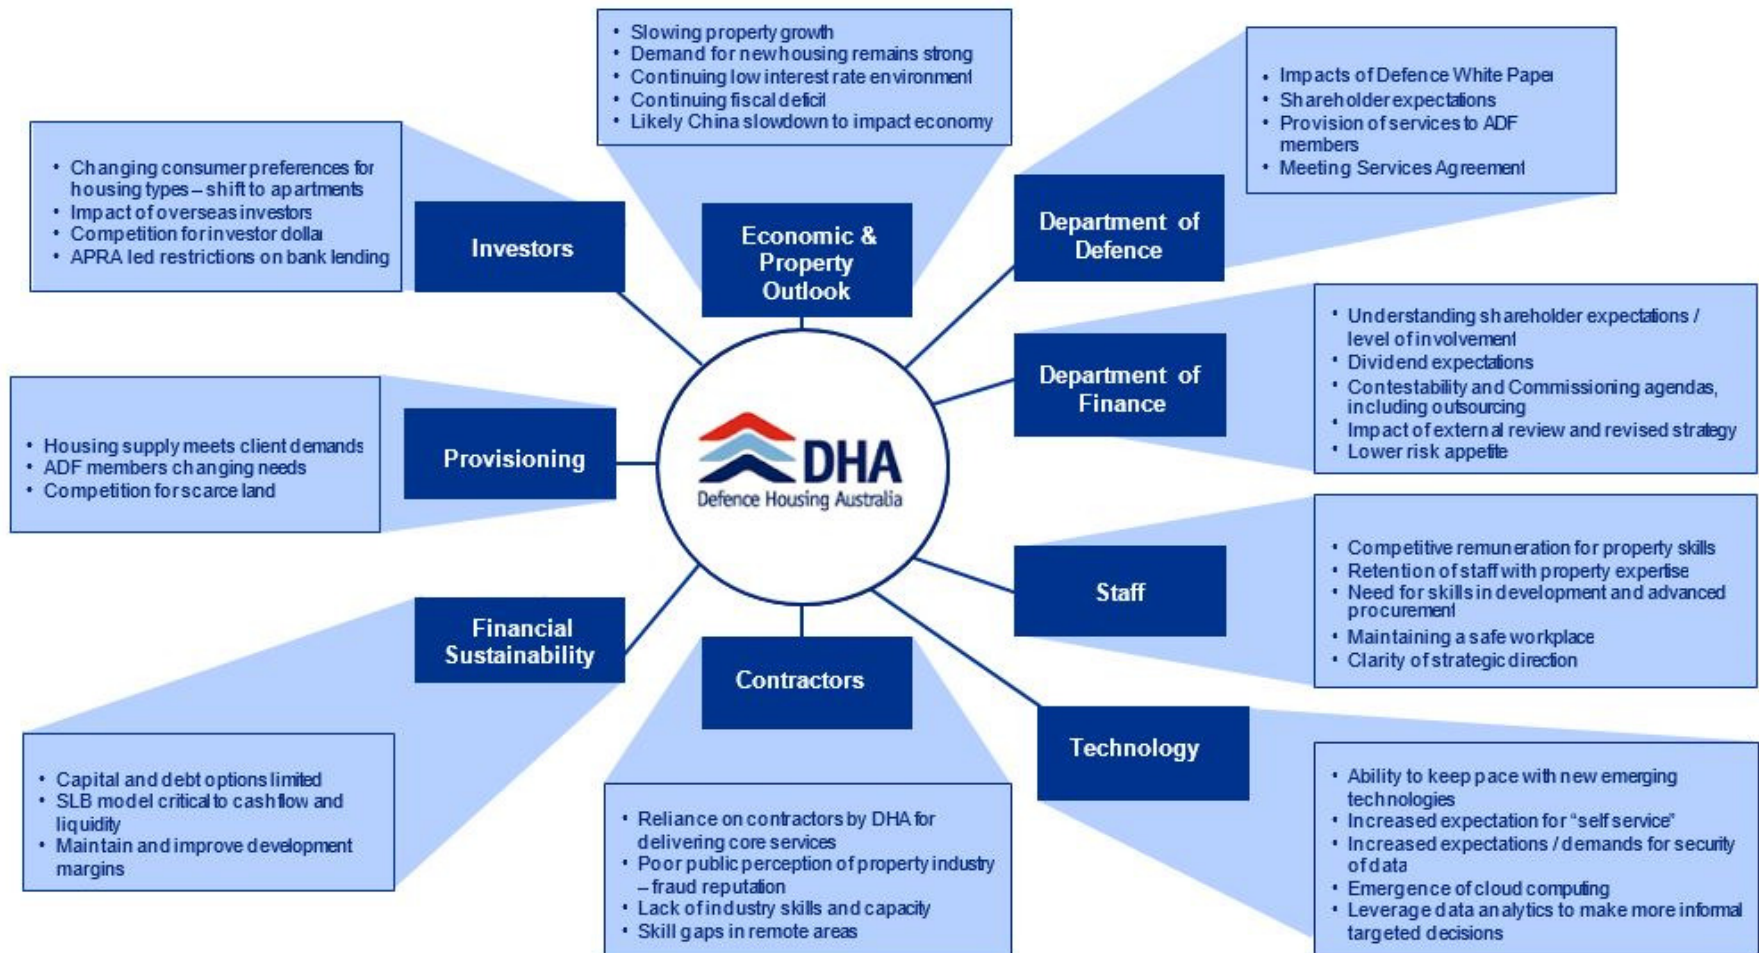 • Slowing property growth
• Demand for new housing remains strong
• Continuing low interest rate environment
• Continuing fiscal deficit
• Likely China slowdown to impact economy
• Impacts of Defence White Paper
• Shareholder expectations
• Provision of services to ADF
members
• Meeting Services Agreement
• Changing consumer preferences for
housing types – shift to apartments
• Impact of overseas investors
• Competition for investor dollar
• APRA led restrictions on bank lending
Investors
Economic &
Property
Outlook
Department of
Defence
• Understanding shareholder expectations /
level of involvement
• Dividend expectations
• Contestability and Commissioning agendas,
including outsourcing
• Impact of external review and revised strategy
• Lower risk appetite
Department of
Finance
• Housing supply meets client demands
• ADF members changing needs
• Competition for scarce land
Provisioning
DHA
Defence Housing Australia
Staff
• Competitive remuneration for property skills
• Retention of staff with property expertise
• Need for skills in development and advanced
procurement
• Maintaining a safe workplace
• Clarity of strategic direction
Financial
Sustainability
Contractors
Technology
• Capital and debt options limited
• SLB model critical to cashflow and
liquidity
• Maintain and improve development
margins
• Reliance on contractors by DHA for
delivering core services
• Poor public perception of property industry
– fraud reputation
• Lack of industry skills and capacity
• Skill gaps in remote areas
• Ability to keep pace with new emerging
technologies
• Increased expectation for “self service”
• Increased expectations / demands for security
of data
• Emergence of cloud computing
• Leverage data analytics to make more informal
targeted decisions